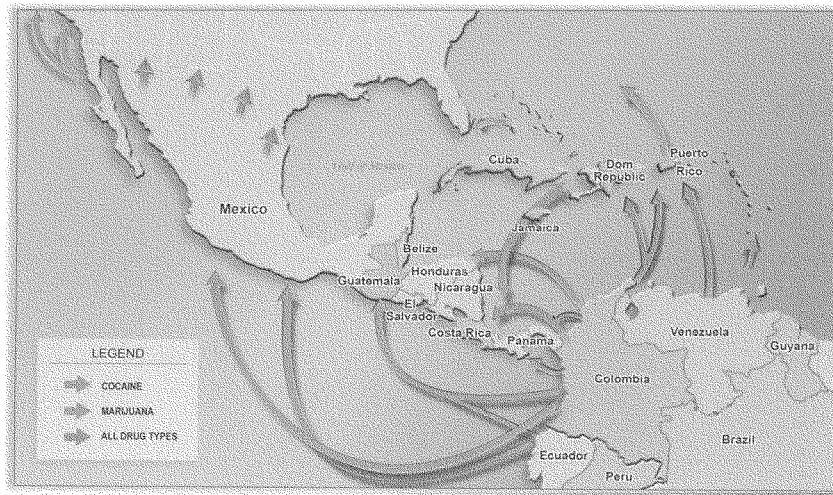 Cuba
Dom
Republic
Puerto
Rico
Mexico
Jamaica
Belize
Honduras
Guatemala
Nicaragua
El
Salvador
Costa Rica
Panama
Venezuela
Guyana
Colombia
Brazil
Ecuador
Peru
LEGEND
COCAINE
MARIJUANA
ALL DRUG TYPES